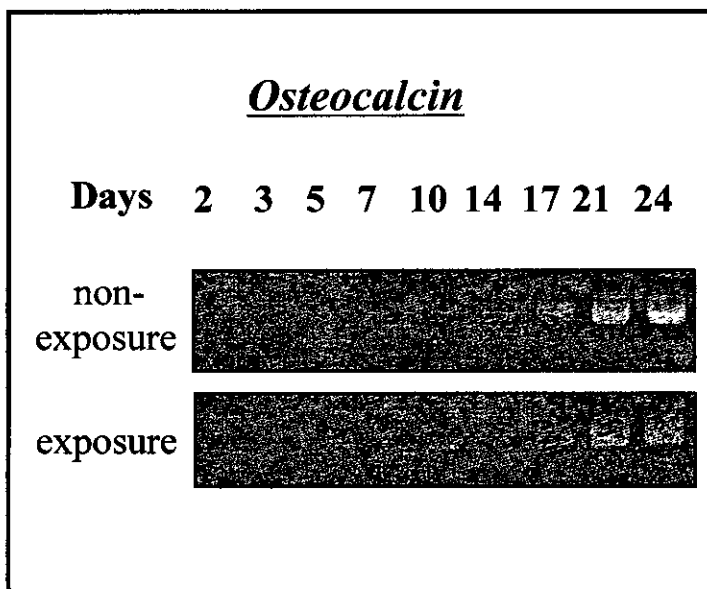 Osteocalcin
Days 2 3 5 7 10 14 17 21 24
non-
exposure
exposure